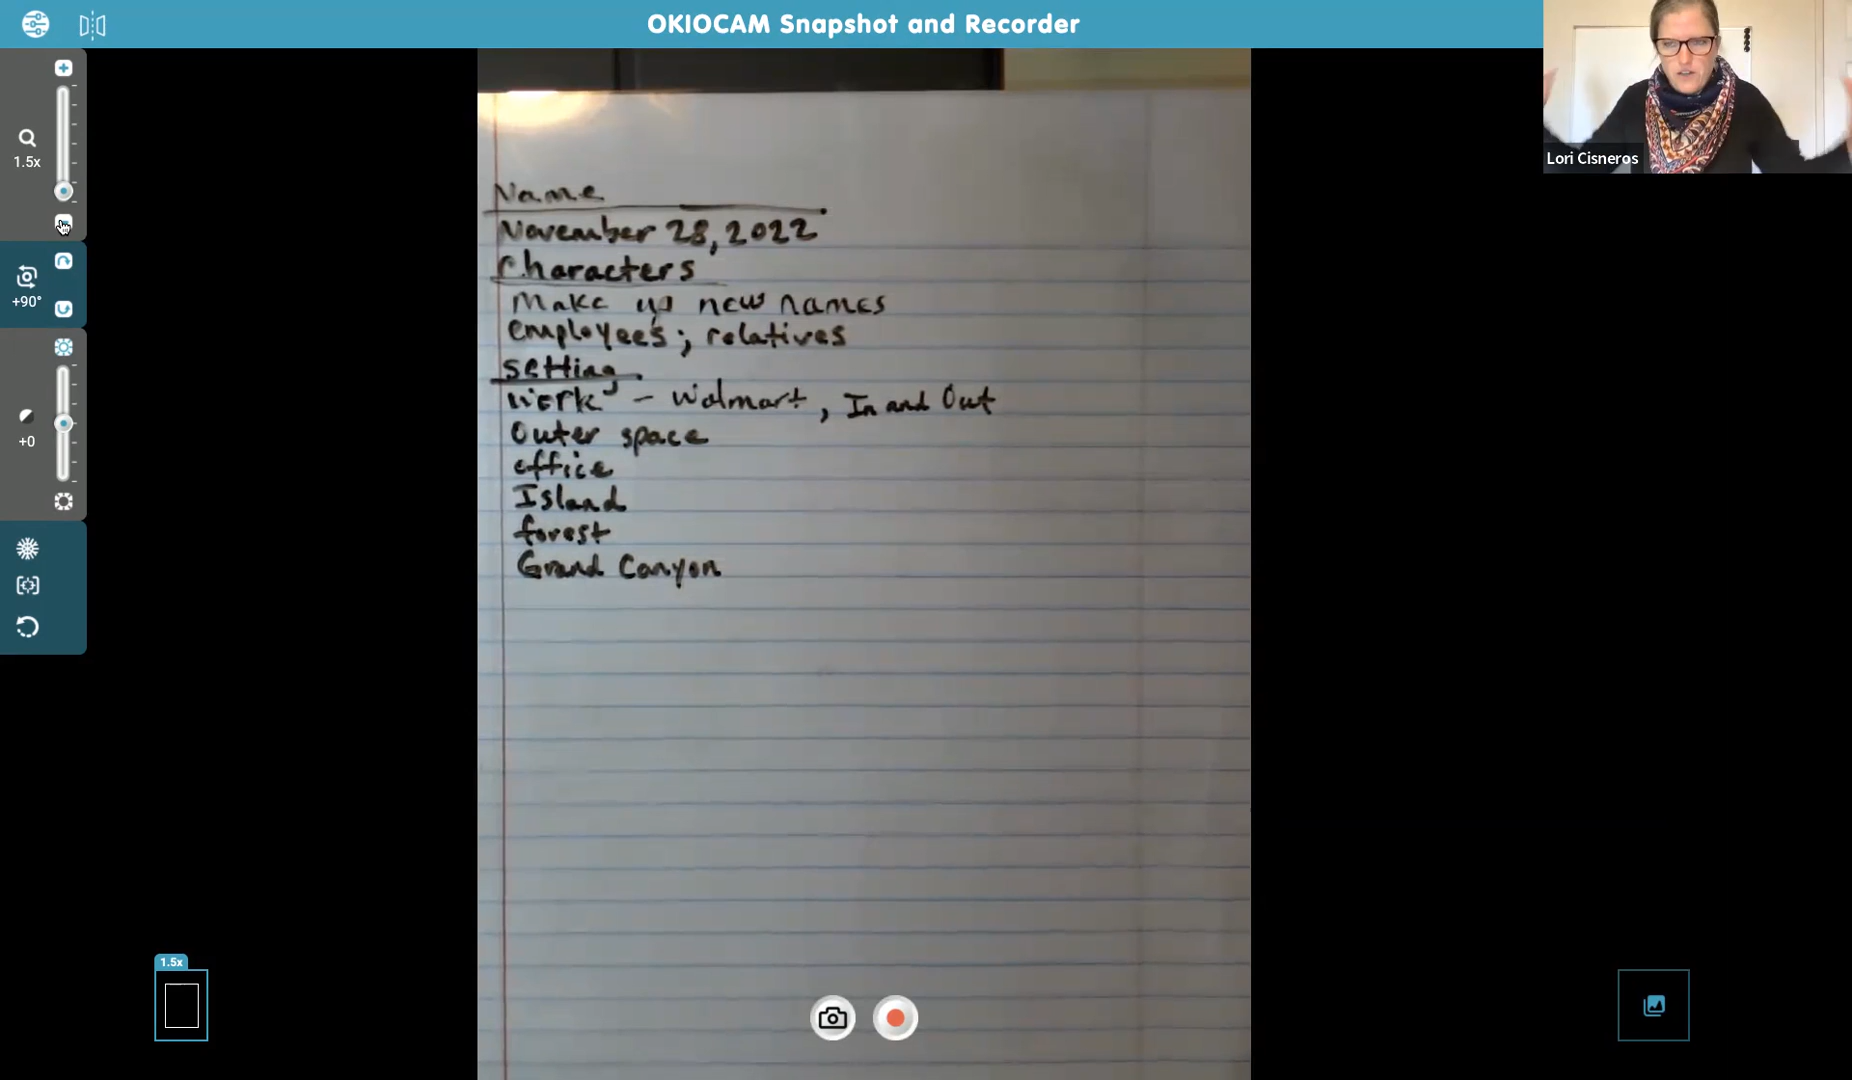 OKIOCAM Snapshot and Recorder
Lori Cisneros
1.5x
+90°
+0
Name
November 28, 2022
Characters
Make up new names
employees; relatives
setting
Work - Walmart, In and Out
Outer space
office
Island
forest
Grand Canyon
1.5x